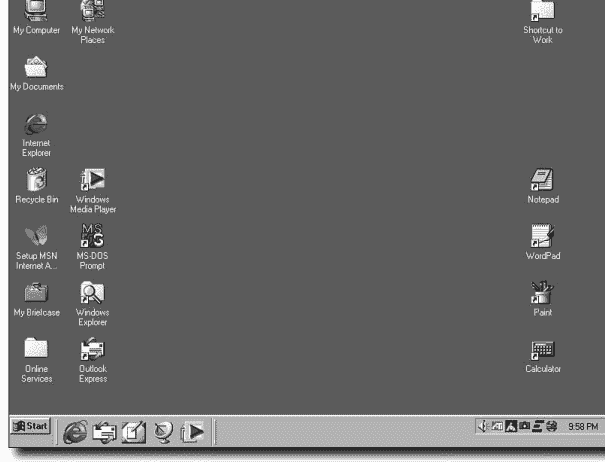 My Computer
My Network
Places
Shortcut to
Work
My Documents
Internet
Explorer
Recycle Bin
Windows
Media Player
Notepad
Setup MSN
Internet A...
MS
DOS
MS-DOS
Prompt
WordPad
My Briefcase
Windows
Explorer
Paint
Online
Services
Outlook
Express
Calculator
Start
9:58 PM